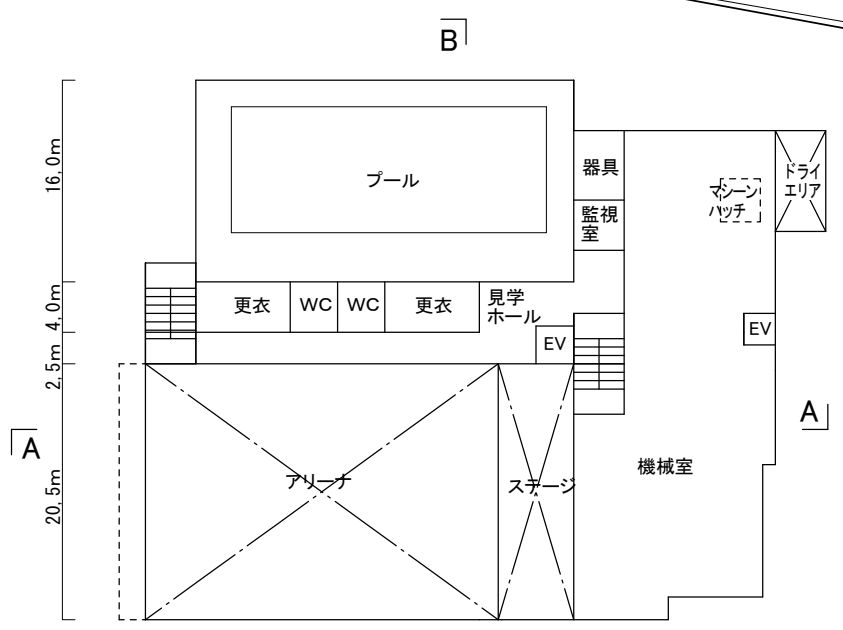 B
16,0m
プール
器具
マシーン
ハッチ
ドライ
エリア
監視
室
4,0m
更衣
WC
WC
更衣
見学
ホール
EV
EV
2,5m
A
A
20,5m
アリーナ
ステージ
機械室